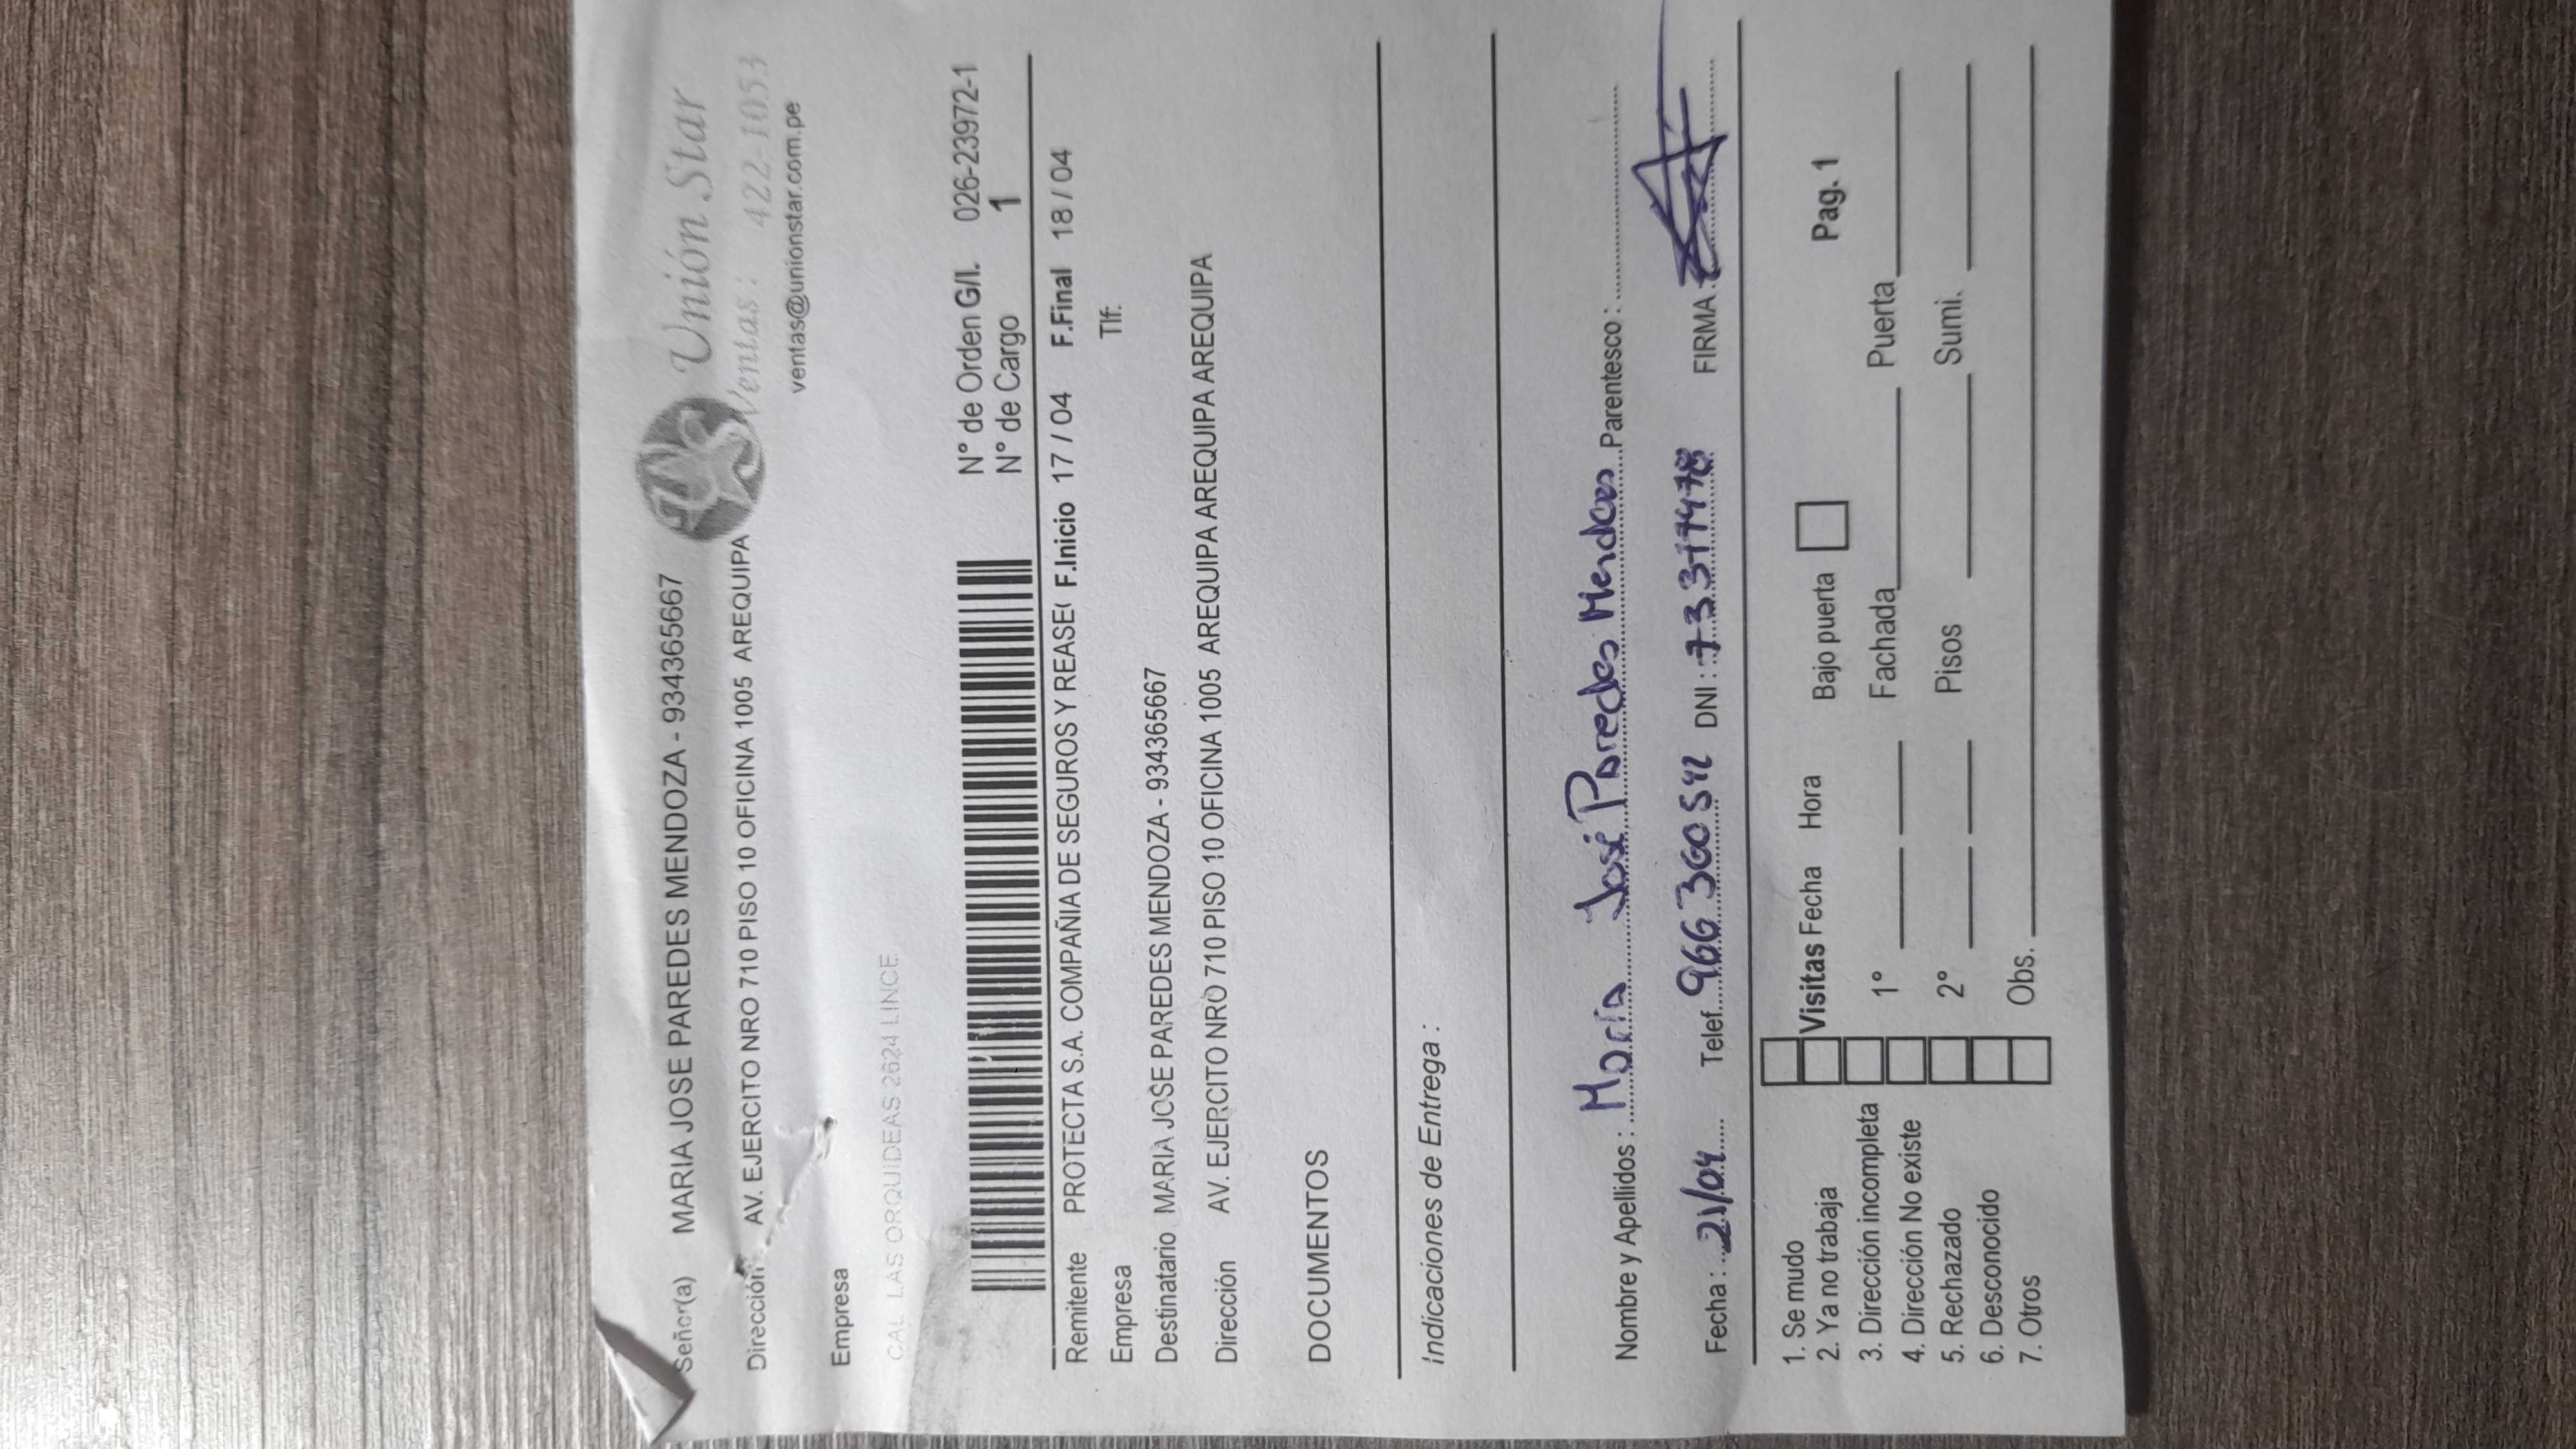 Señor(a) MARIA JOSE PAREDES MENDOZA - 934365667
Unión Star
Dirección AV. EJERCITO NRO 710 PISO 10 OFICINA 1005 AREQUIPA
Ventas: 422-1053
ventas@unionstar.com.pe
Empresa
CAL LAS ORQUIDEAS 2624 LINCE
N° de Orden G/I. 026-23972-1
N° de Cargo 1
Remitente PROTECTA S.A. COMPAÑIA DE SEGUROS Y REASE( F.Inicio 17 / 04 F.Final 18 / 04
Empresa Tlf:
Destinatario MARIA JOSE PAREDES MENDOZA - 934365667
Dirección AV. EJERCITO NRO 710 PISO 10 OFICINA 1005 AREQUIPA AREQUIPA AREQUIPA AREQUIPA
DOCUMENTOS
Indicaciones de Entrega :
Nombre y Apellidos : María José Paredes Mendoza Parentesco :
Fecha : 21/04 Telef. 966360542 DNI : FIRMA
1. Se mudo
2. Ya no trabaja Visitas Fecha Hora Bajo puerta Pag. 1
3. Dirección incompleta 1° Fachada Puerta
4. Dirección No existe
5. Rechazado 2° Pisos Sumi.
6. Desconocido
7. Otros Obs.